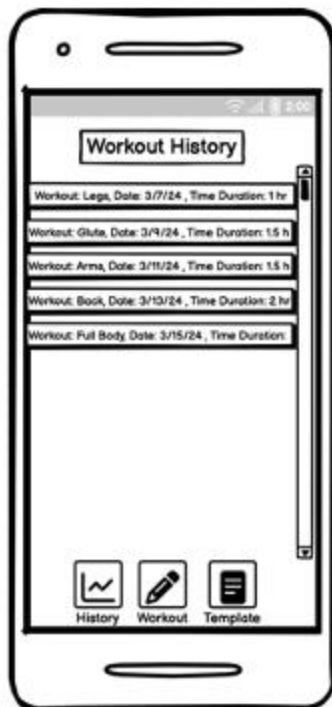 2:00
Workout History
Workout: Legs, Date: 3/7/24 , Time Duration: 1 hr
Workout: Glute, Date: 3/9/24 , Time Duration: 1.5 h
Workout: Arms, Date: 3/11/24 , Time Duration: 1.5 h
Workout: Back, Date: 3/13/24 , Time Duration: 2 hr
Workout: Full Body, Date: 3/15/24 , Time Duration:
History Workout Template